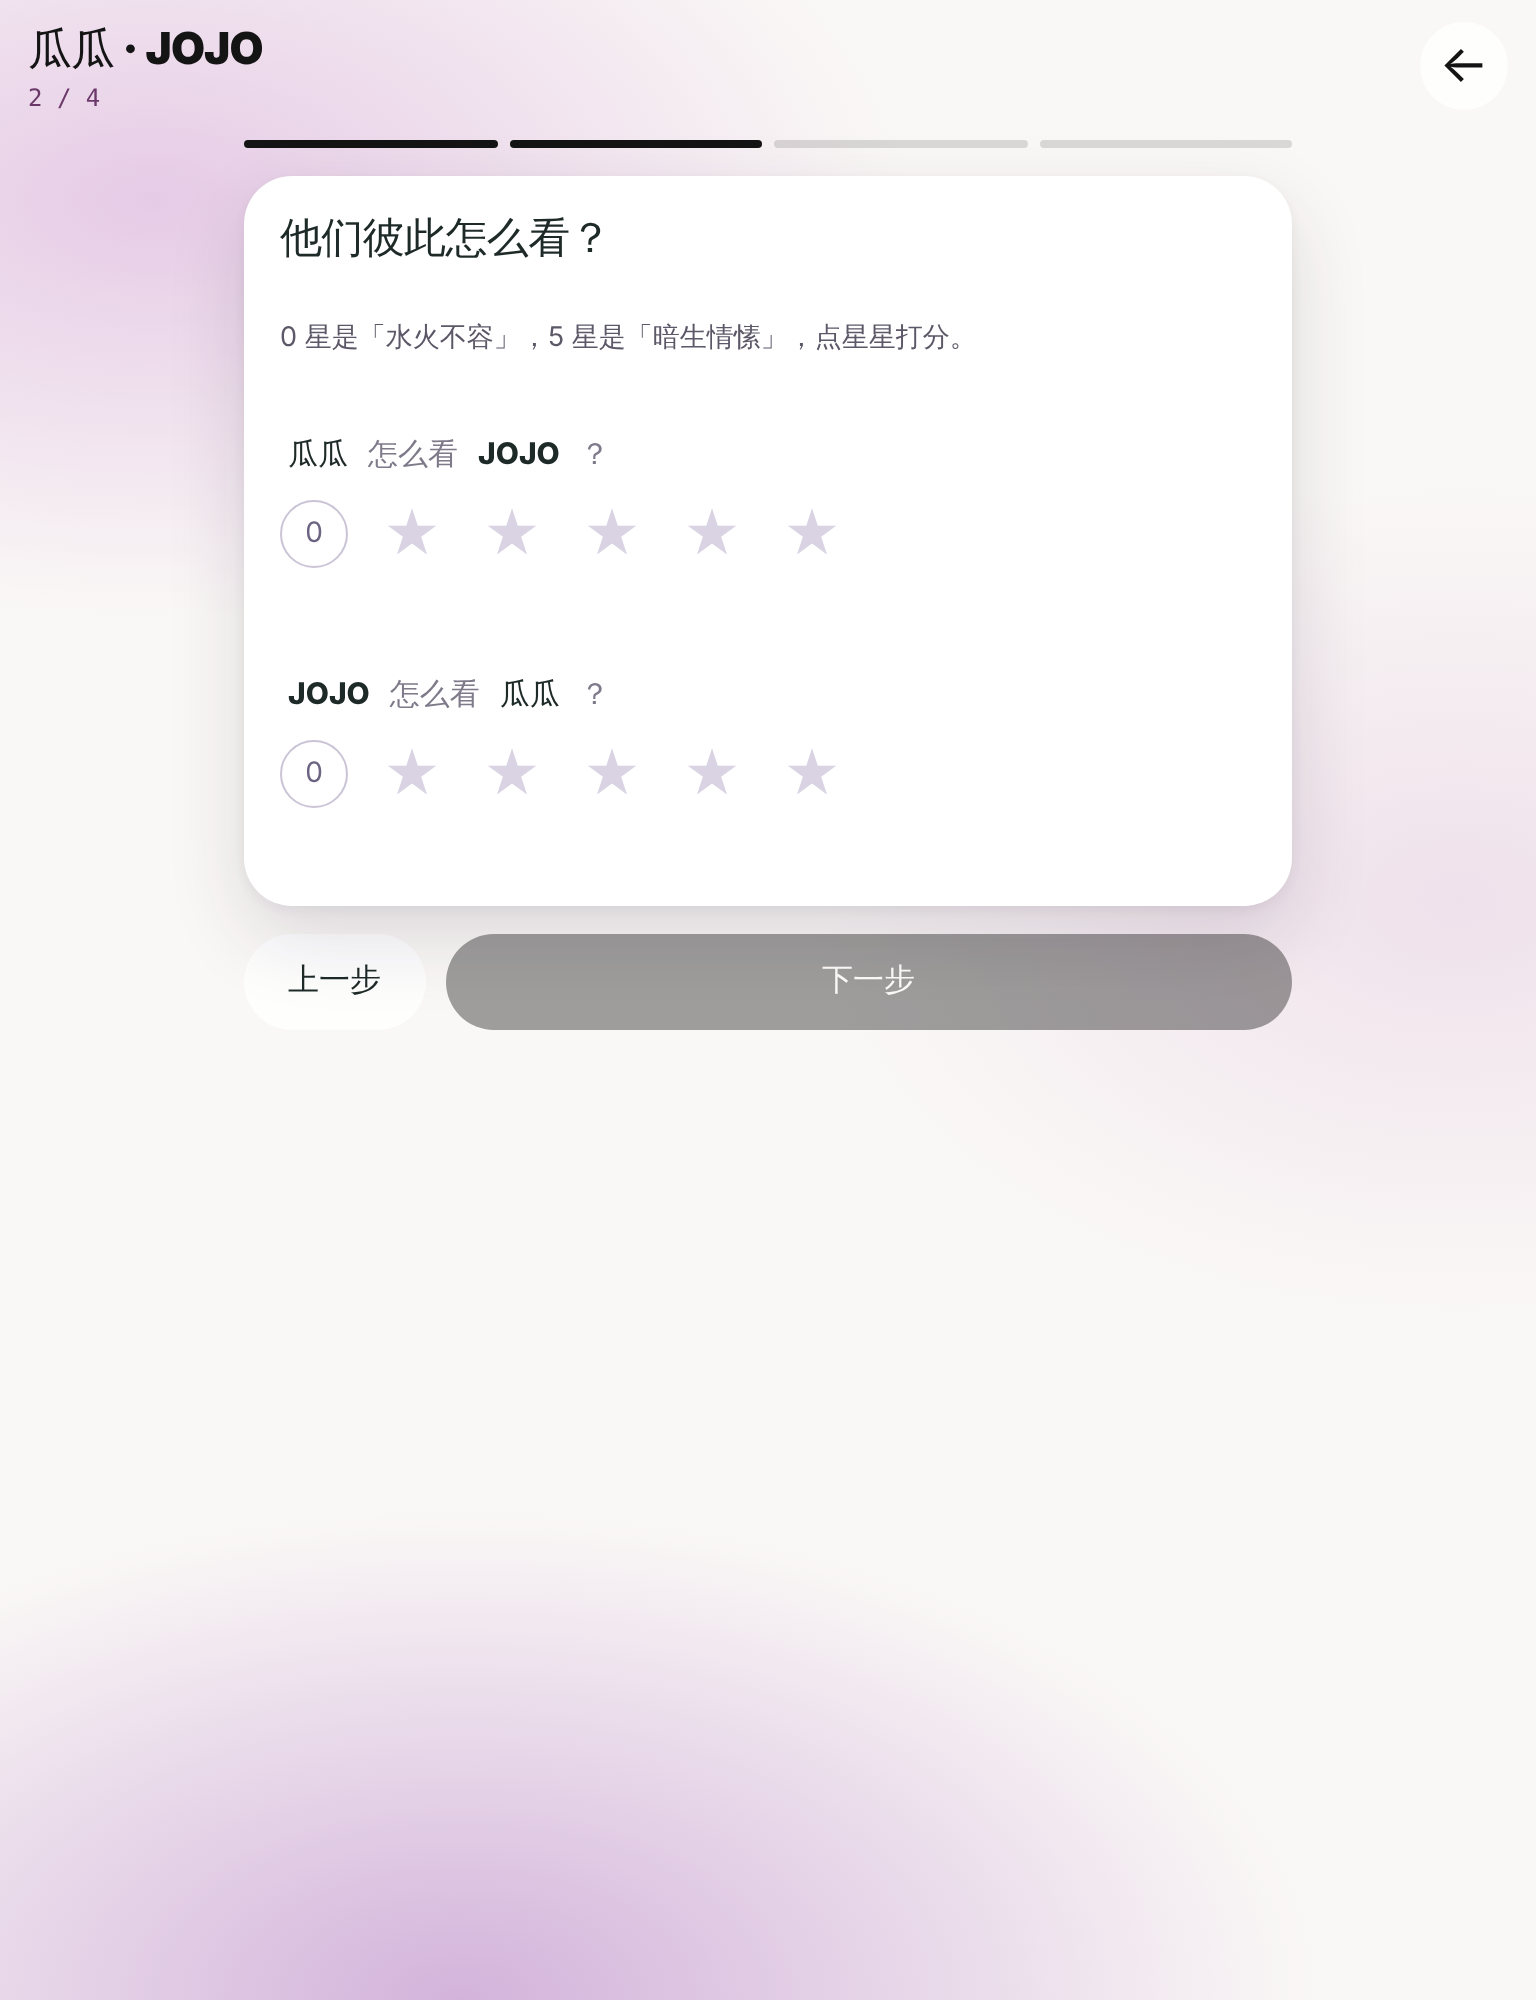 瓜瓜 · JOJO
2 / 4
他们彼此怎么看？
0 星是「水火不容」，5 星是「暗生情愫」，点星星打分。
瓜瓜 怎么看 JOJO ？
0 ★ ★ ★ ★ ★
JOJO 怎么看 瓜瓜 ？
0 ★ ★ ★ ★ ★
上一步 下一步